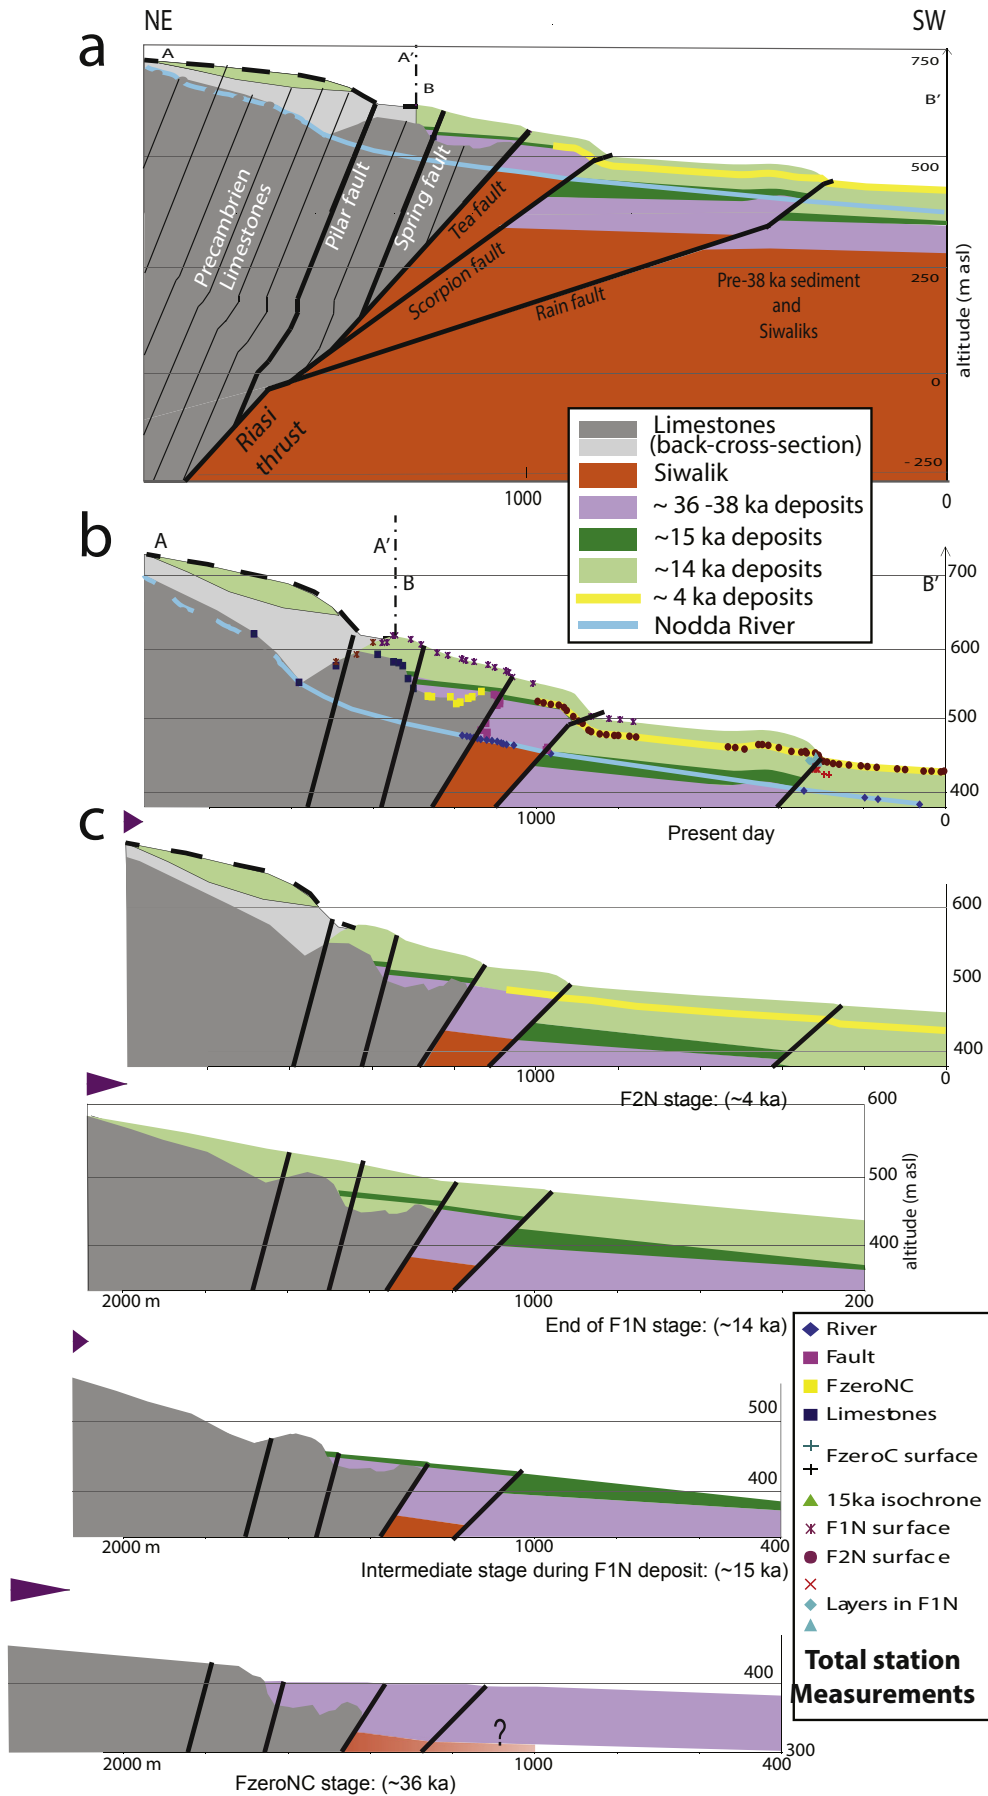 NE
SW
a
A
A'
B
750
B'
500
250
0
- 250
altitude (m asl)
Precambrien
Limestones
Pilar fault
Spring fault
Tea fault
Scorpion fault
Rain fault
Riasi
thrust
Pre-38 ka sediment
and
Siwaliks
1000
0
Limestones
(back-cross-section)
Siwalik
~ 36 -38 ka deposits
~15 ka deposits
~14 ka deposits
~ 4 ka deposits
Nodda River
b
A
A'
B
B'
700
600
500
400
1000
0
Present day
c
600
500
400
1000
0
F2N stage: (~4 ka)
600
500
400
altitude (m asl)
2000 m
1000
200
End of F1N stage: (~14 ka)
500
400
2000 m
1000
400
Intermediate stage during F1N deposit: (~15 ka)
400
?
300
2000 m
1000
400
FzeroNC stage: (~36 ka)
River
Fault
FzeroNC
Limestones
FzeroC surface
15ka isochrone
F1N surface
F2N surface
Layers in F1N
Total station
Measurements